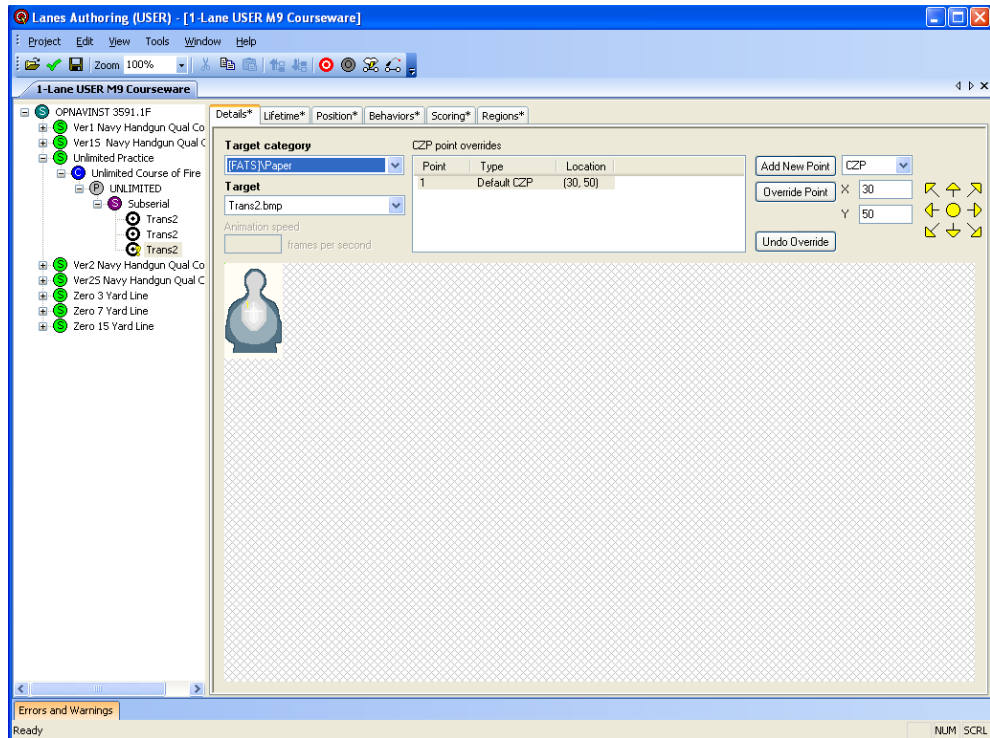 Lanes Authoring (USER) - [1-Lane USER M9 Courseware]
Project Edit View Tools Window Help
Zoom 100%
1-Lane USER M9 Courseware
OPNAVINST 3591.1F
Ver1 Navy Handgun Qual Co
Ver1S Navy Handgun Qual C
Unlimited Practice
Unlimited Course of Fire
UNLIMITED
Subserial
Trans2
Trans2
Trans2
Ver2 Navy Handgun Qual Co
Ver2S Navy Handgun Qual C
Zero 3 Yard Line
Zero 7 Yard Line
Zero 15 Yard Line
Details* Lifetime* Position* Behaviors* Scoring* Regions*
Target category
[FATS]\Paper
Target
Trans2.bmp
Animation speed
frames per second
CZP point overrides
Point Type Location
1 Default CZP (30, 50)
Add New Point CZP
Override Point X 30
Y 50
Undo Override
Errors and Warnings
Ready NUM SCRL